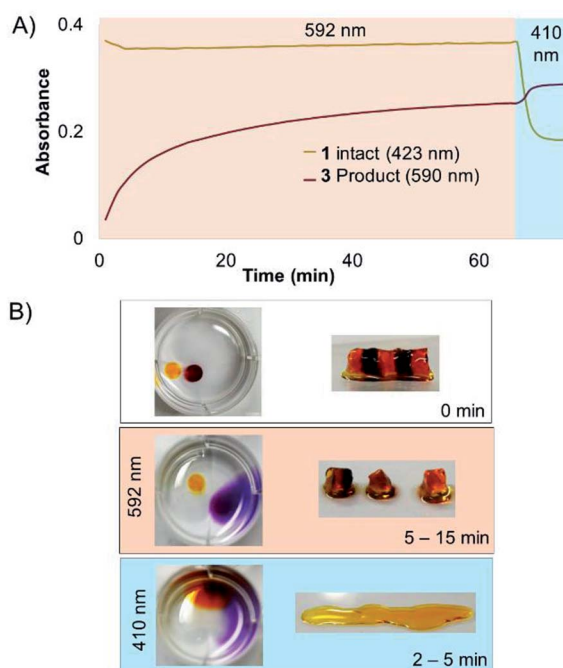 A)
0.4
0.2
0
Absorbance
592 nm
410
nm
1 intact (423 nm)
3 Product (590 nm)
0
20
40
60
Time (min)
B)
0 min
592 nm
5 – 15 min
410 nm
2 – 5 min